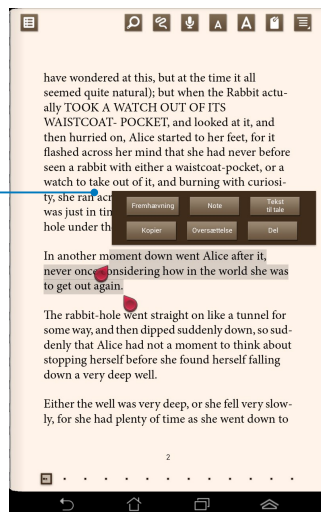 A A
have wondered at this, but at the time it all
seemed quite natural); but when the Rabbit actu-
ally TOOK A WATCH OUT OF ITS
WAISTCOAT- POCKET, and looked at it, and
then hurried on, Alice started to her feet, for it
flashed across her mind that she had never before
seen a rabbit with either a waistcoat-pocket, or a
watch to take out of it, and burning with curiosi-
ty, she ran acr
was just in tim
hole under th
Fremhævning Note Tekst
til tale
Kopier Oversættelse Del
In another moment down went Alice after it,
never once considering how in the world she was
to get out again.
The rabbit-hole went straight on like a tunnel for
some way, and then dipped suddenly down, so sud-
denly that Alice had not a moment to think about
stopping herself before she found herself falling
down a very deep well.
Either the well was very deep, or she fell very slow-
ly, for she had plenty of time as she went down to
2